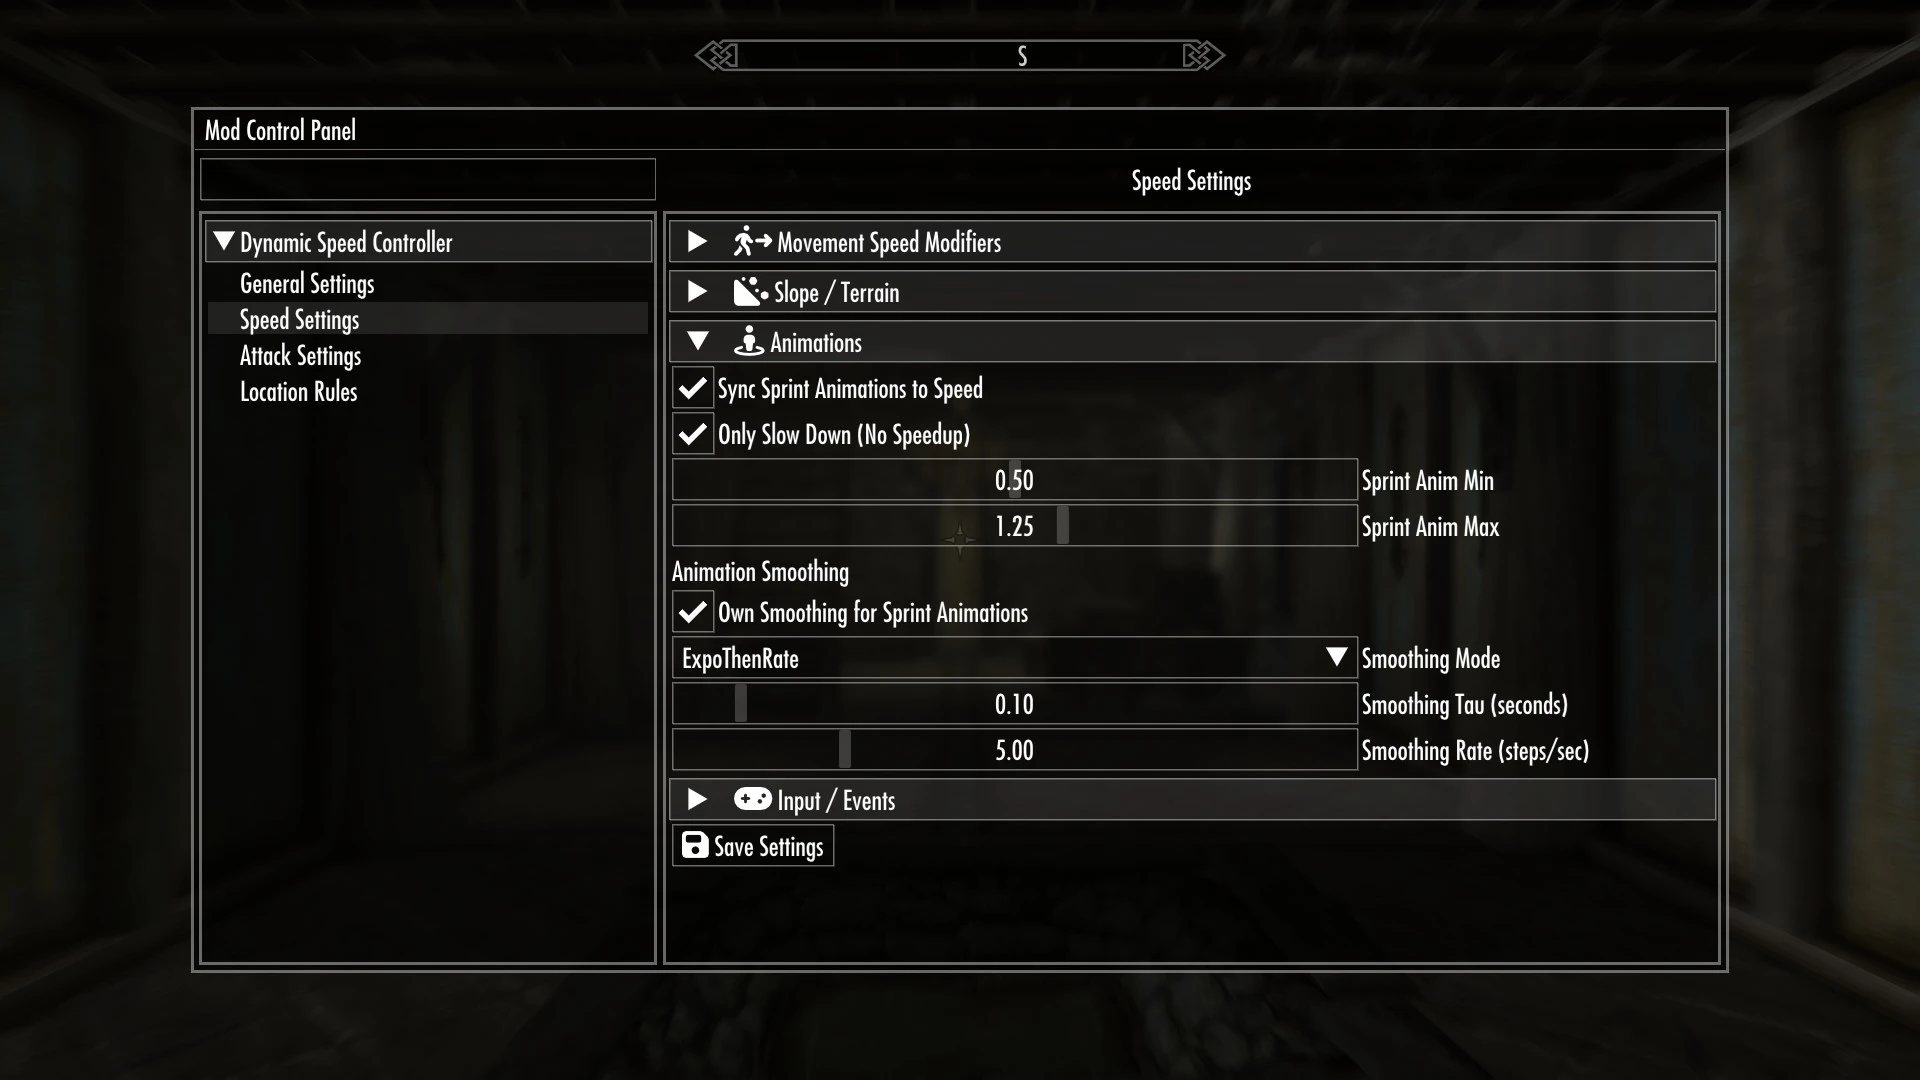 S
Mod Control Panel
Speed Settings
Dynamic Speed Controller
General Settings
Speed Settings
Attack Settings
Location Rules
Movement Speed Modifiers
Slope / Terrain
Animations
Sync Sprint Animations to Speed
Only Slow Down (No Speedup)
0.50 Sprint Anim Min
1.25 Sprint Anim Max
Animation Smoothing
Own Smoothing for Sprint Animations
ExpoThenRate Smoothing Mode
0.10 Smoothing Tau (seconds)
5.00 Smoothing Rate (steps/sec)
Input / Events
Save Settings